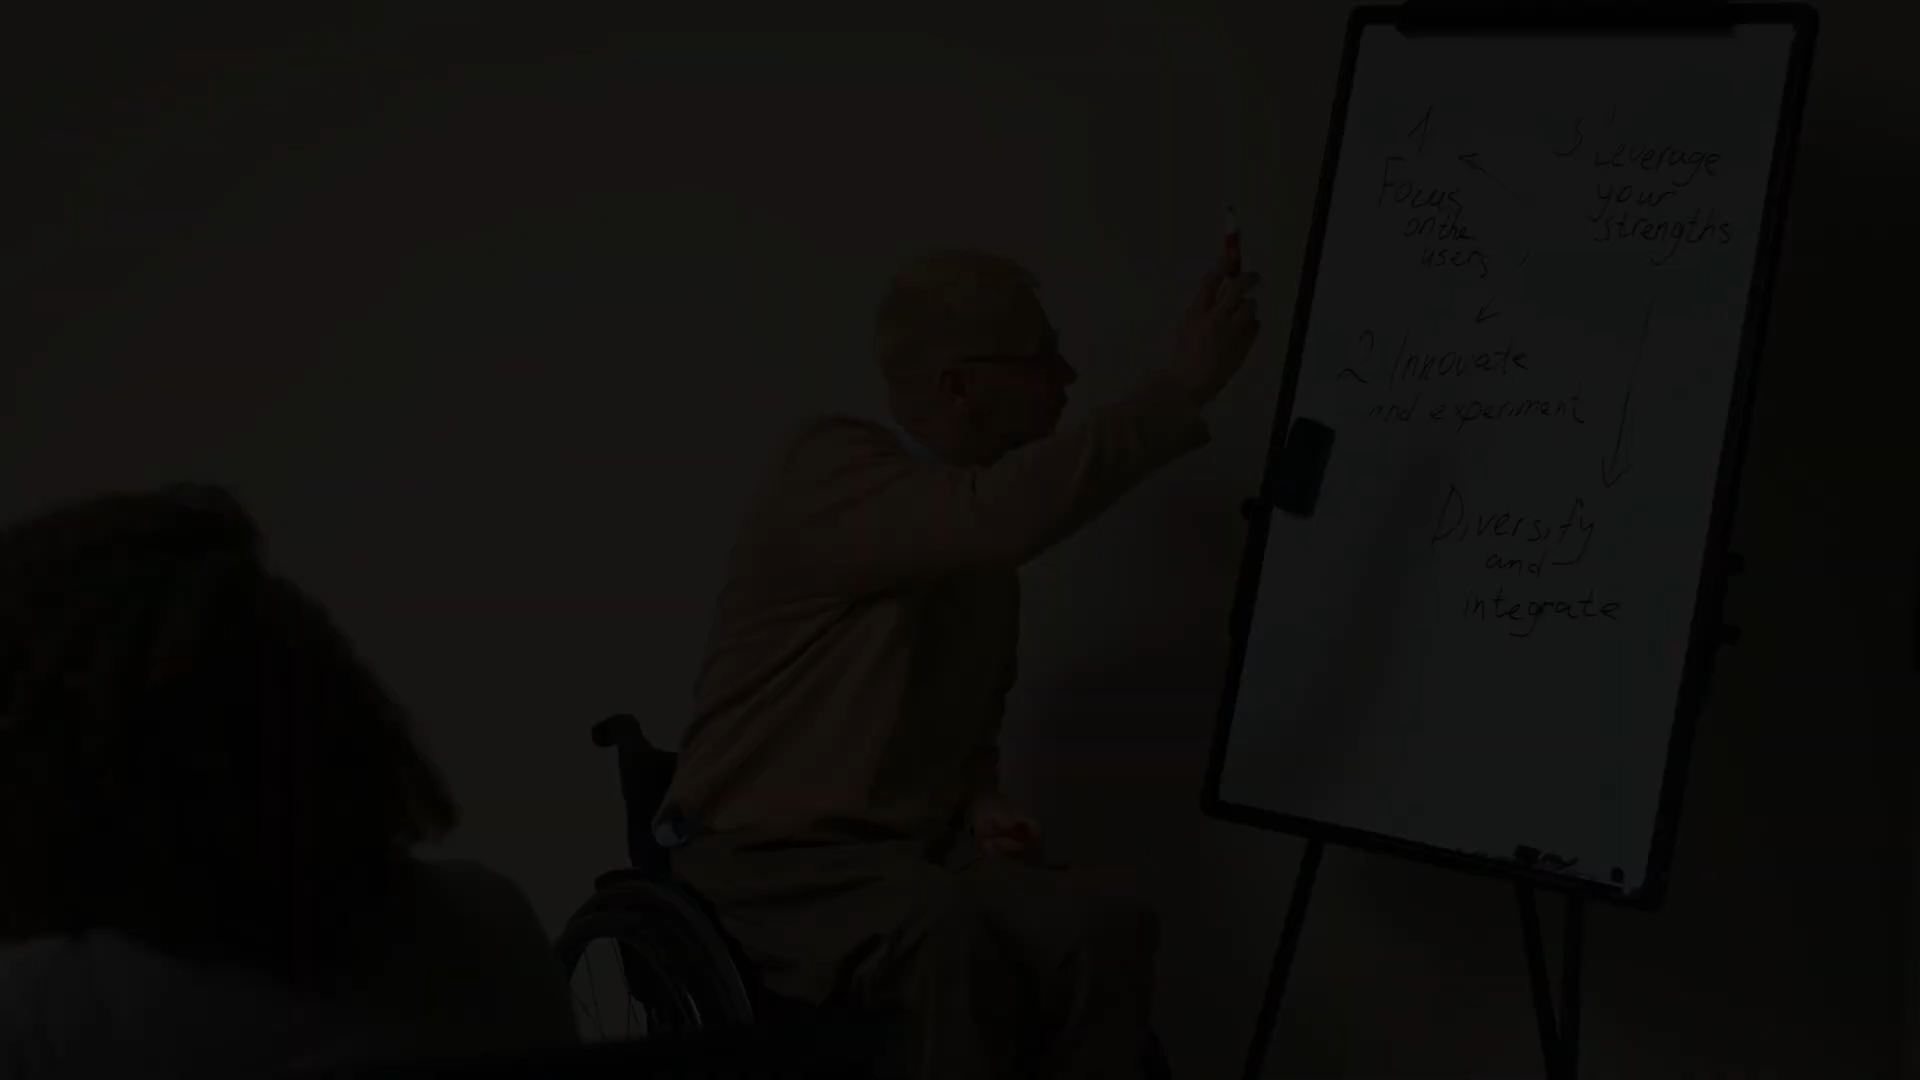 1
Focus
on the
users
3 Leverage
your
strengths
2 Innovate
and experiment
Diversify
and
integrate